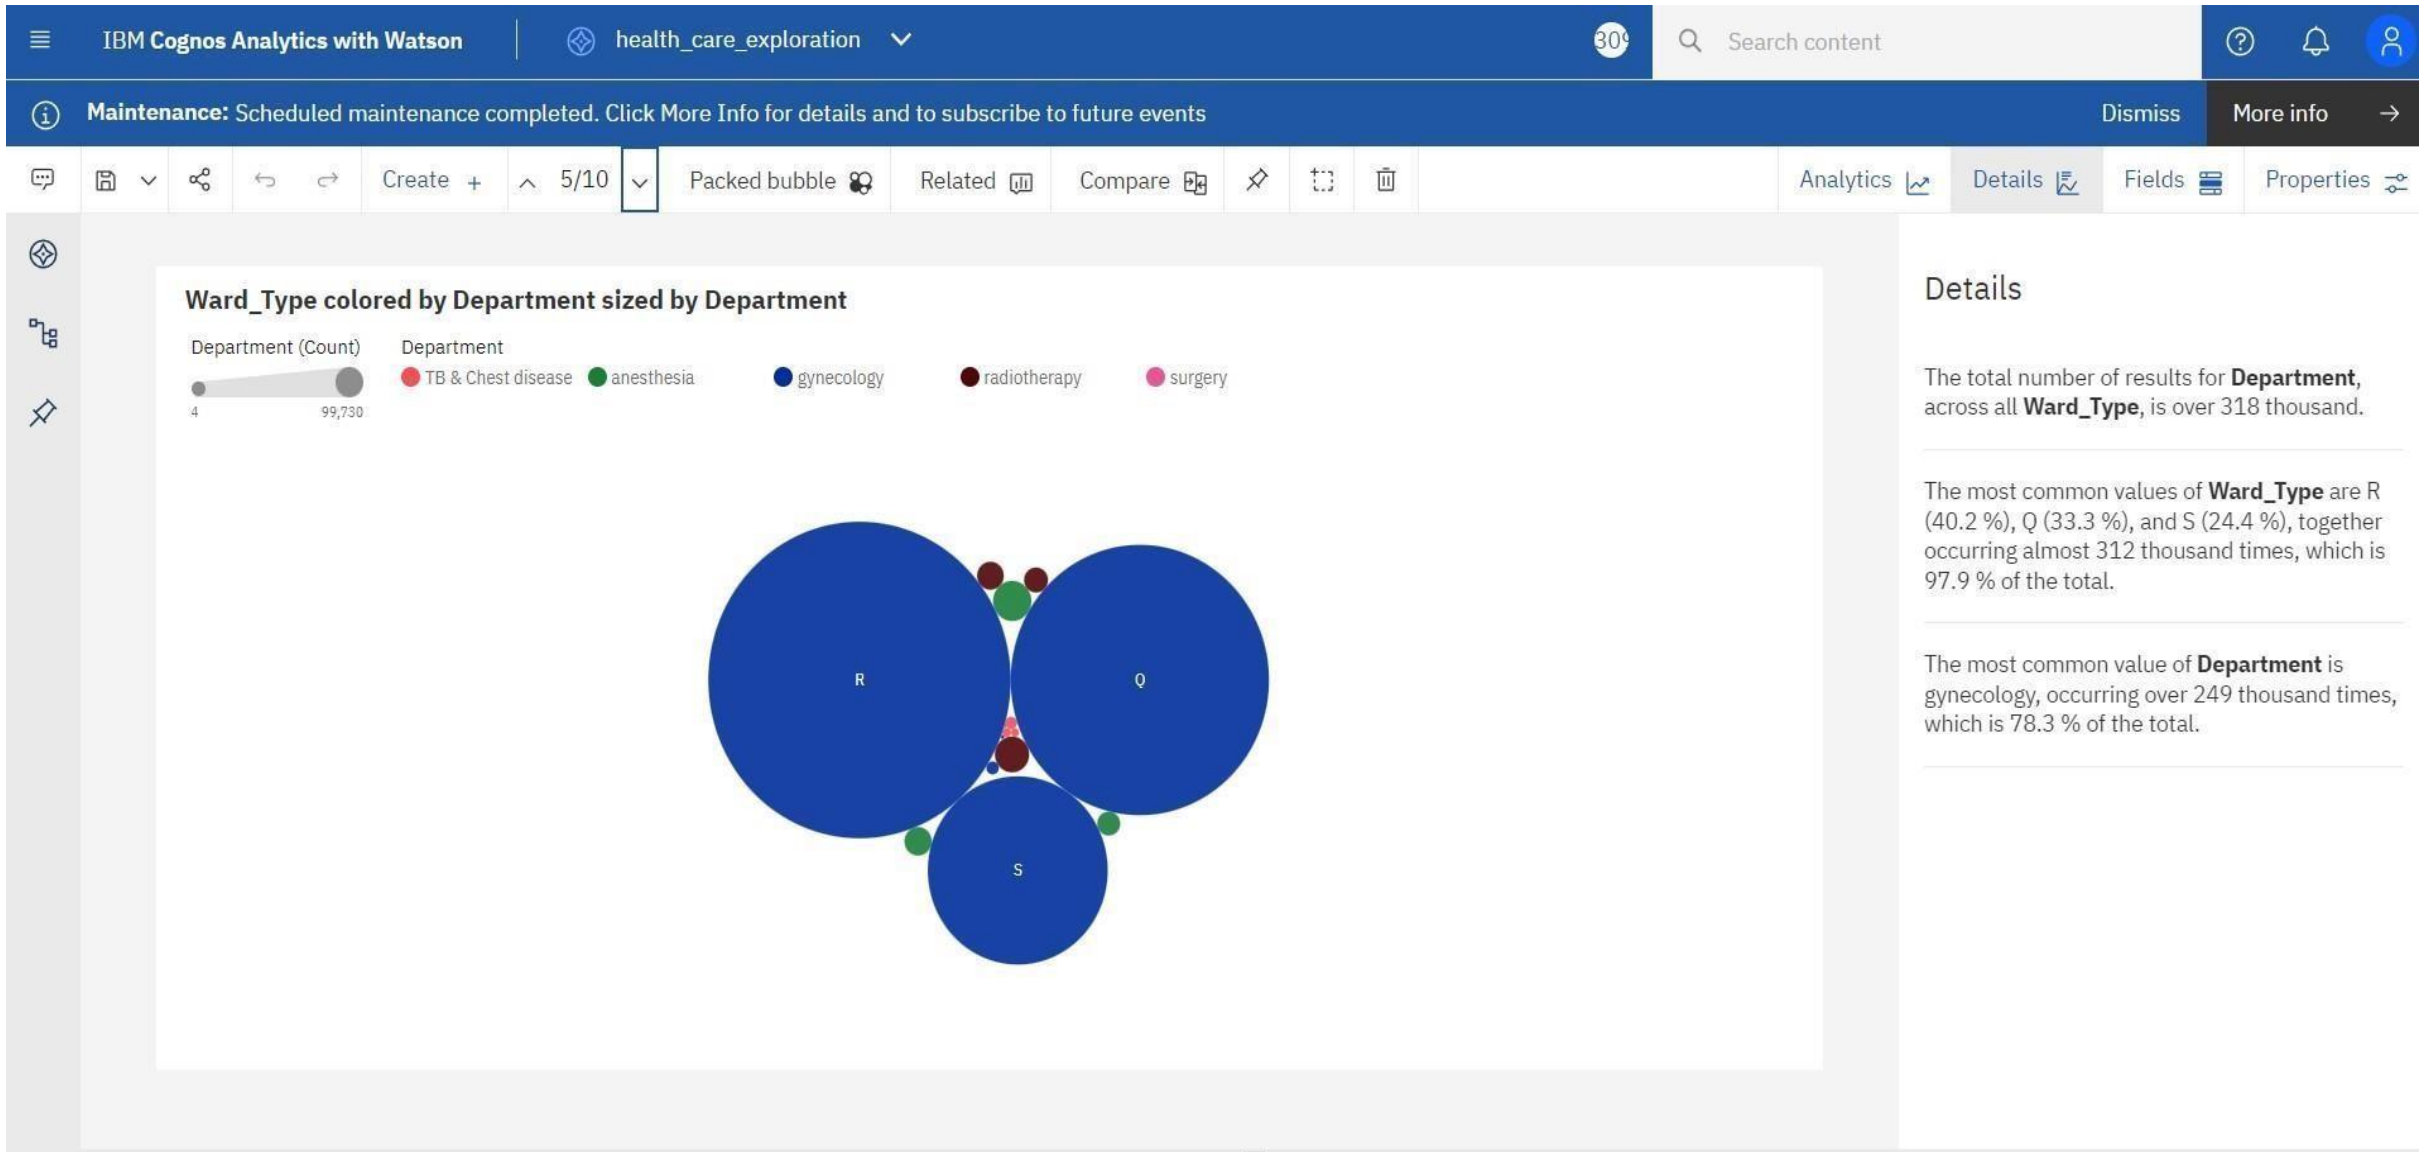 IBM Cognos Analytics with Watson
health_care_exploration
309
Search content
Maintenance: Scheduled maintenance completed. Click More Info for details and to subscribe to future events
Dismiss
More info
Create +
5/10
Packed bubble
Related
Compare
Analytics
Details
Fields
Properties
Ward_Type colored by Department sized by Department
Department (Count)
4
99,730
Department
TB & Chest disease
anesthesia
gynecology
radiotherapy
surgery
R
Q
S
Details
The total number of results for Department,
across all Ward_Type, is over 318 thousand.
The most common values of Ward_Type are R
(40.2 %), Q (33.3 %), and S (24.4 %), together
occurring almost 312 thousand times, which is
97.9 % of the total.
The most common value of Department is
gynecology, occurring over 249 thousand times,
which is 78.3 % of the total.